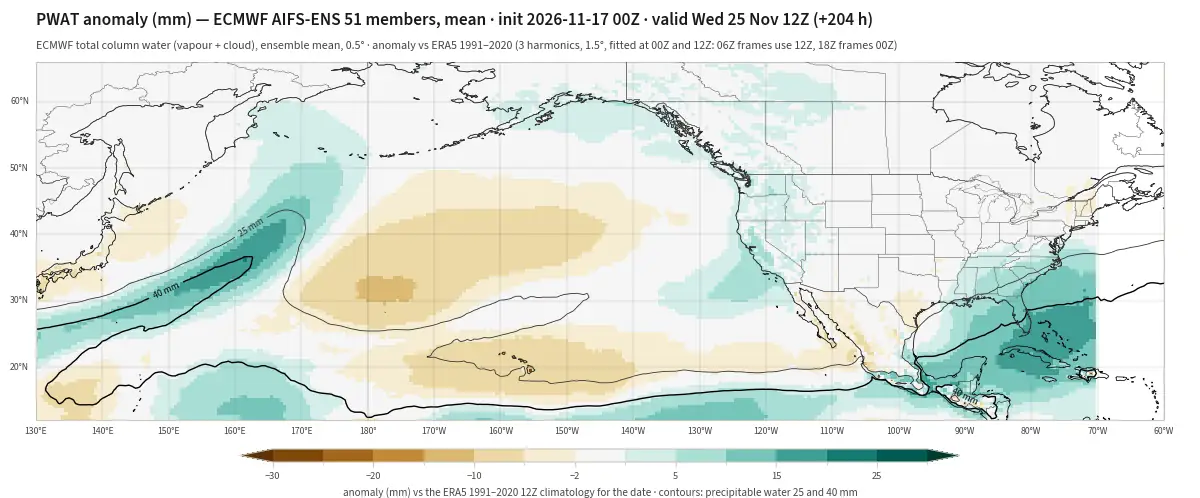 PWAT anomaly (mm) — ECMWF AIFS-ENS 51 members, mean · init 2026-11-17 00Z · valid Wed 25 Nov 12Z (+204 h)
ECMWF total column water (vapour + cloud), ensemble mean, 0.5° · anomaly vs ERA5 1991–2020 (3 harmonics, 1.5°, fitted at 00Z and 12Z: 06Z frames use 12Z, 18Z frames 00Z)
60°N
50°N
40°N
30°N
20°N
25 mm
40 mm
40 mm
130°E 140°E 150°E 160°E 170°E 180° 170°W 160°W 150°W 140°W 130°W 120°W 110°W 100°W 90°W 80°W 70°W 60°W
−30 −20 −10 −2 5 15 25
anomaly (mm) vs the ERA5 1991–2020 12Z climatology for the date · contours: precipitable water 25 and 40 mm